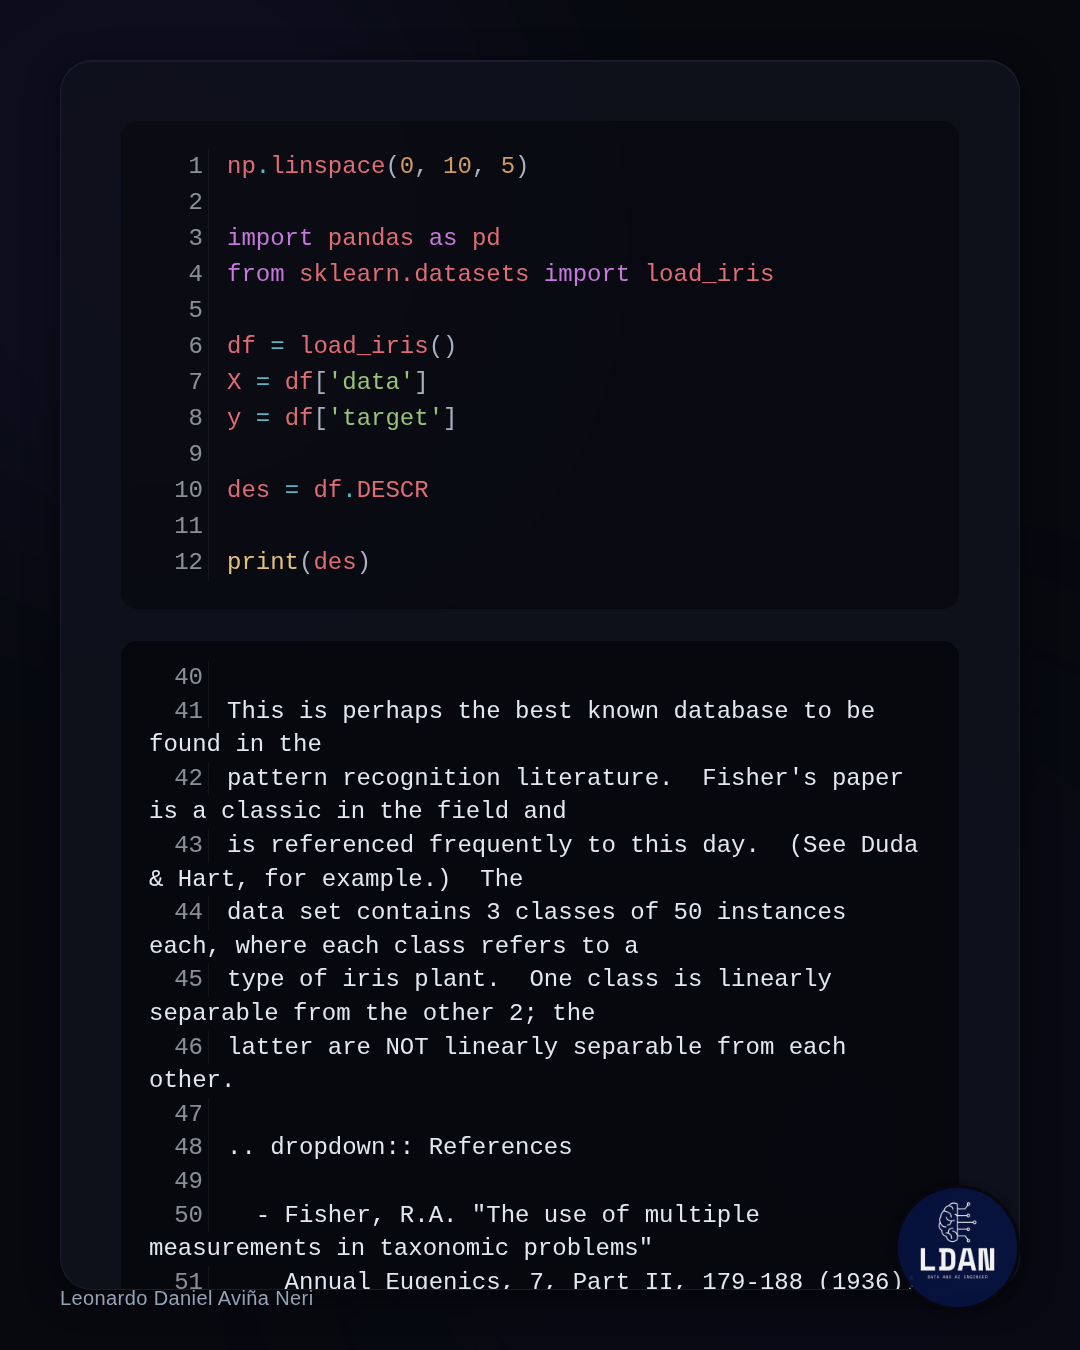 1 np.linspace(0, 10, 5)
2
3 import pandas as pd
4 from sklearn.datasets import load_iris
5
6 df = load_iris()
7 X = df['data']
8 y = df['target']
9
10 des = df.DESCR
11
12 print(des)
40
41 This is perhaps the best known database to be
found in the
42 pattern recognition literature.  Fisher's paper
is a classic in the field and
43 is referenced frequently to this day.  (See Duda
& Hart, for example.)  The
44 data set contains 3 classes of 50 instances
each, where each class refers to a
45 type of iris plant.  One class is linearly
separable from the other 2; the
46 latter are NOT linearly separable from each
other.
47
48 .. dropdown:: References
49
50   - Fisher, R.A. "The use of multiple
measurements in taxonomic problems"
51     Annual Eugenics, 7, Part II, 179-188 (1936)
Leonardo Daniel Aviña Neri
LDAN
DATA AND AI ENGINEER